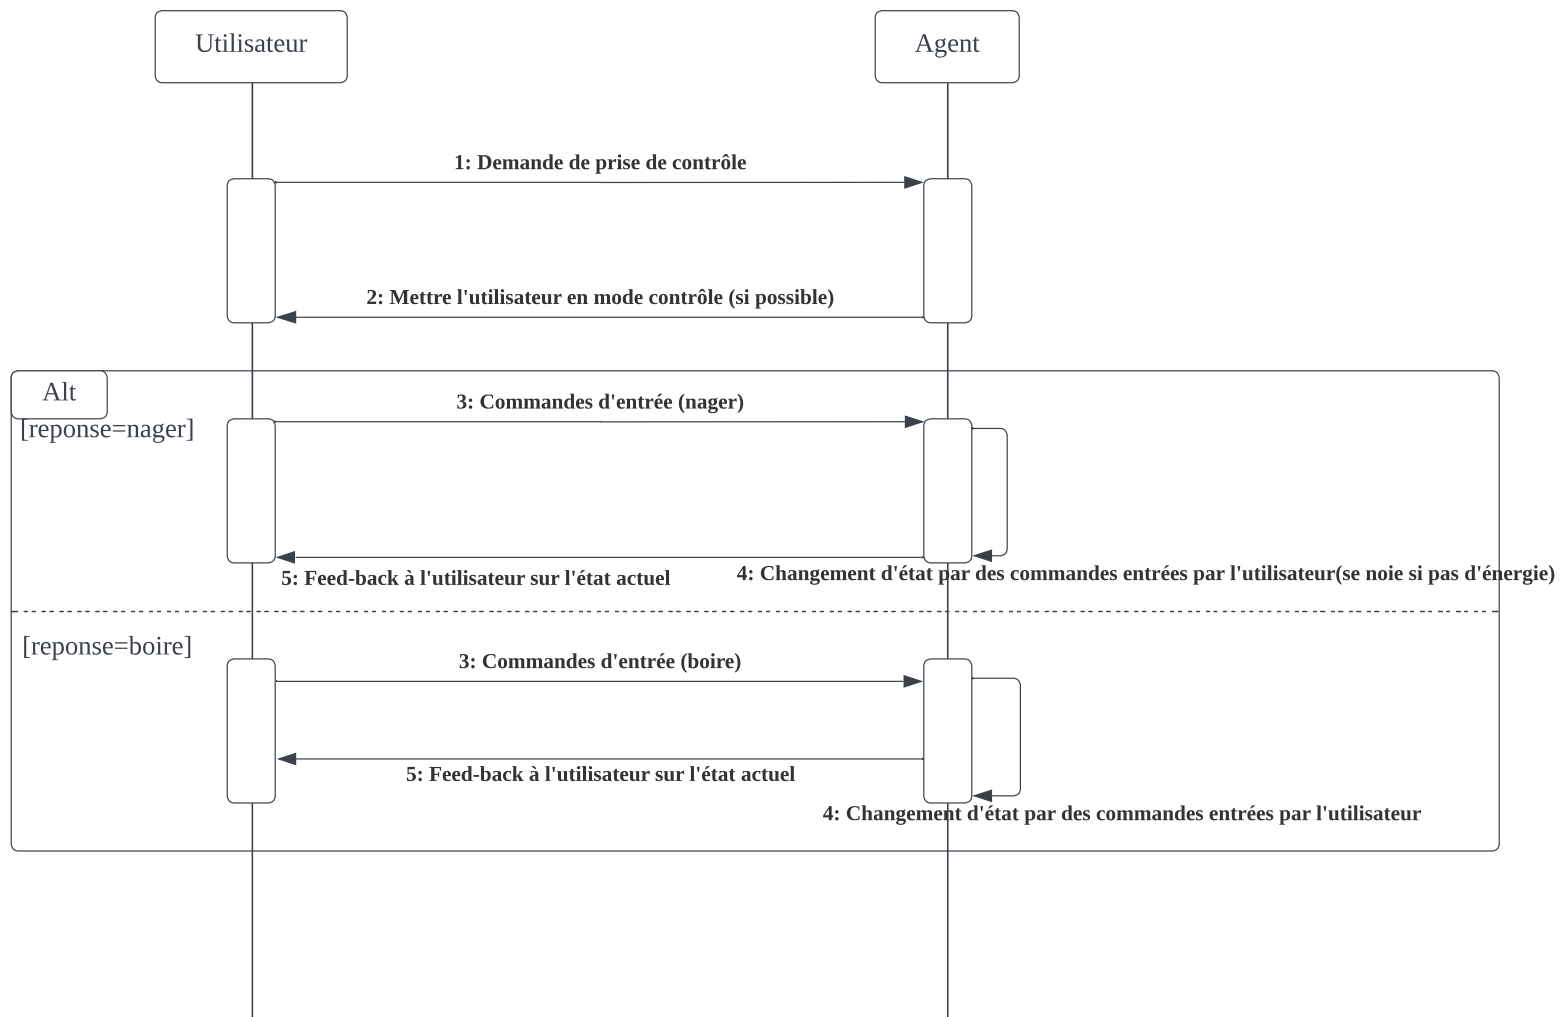 Utilisateur
Agent
1: Demande de prise de contrôle
2: Mettre l'utilisateur en mode contrôle (si possible)
Alt
3: Commandes d'entrée (nager)
[reponse=nager]
5: Feed-back à l'utilisateur sur l'état actuel
4: Changement d'état par des commandes entrées par l'utilisateur(se noie si pas d'énergie)
[reponse=boire]
3: Commandes d'entrée (boire)
5: Feed-back à l'utilisateur sur l'état actuel
4: Changement d'état par des commandes entrées par l'utilisateur